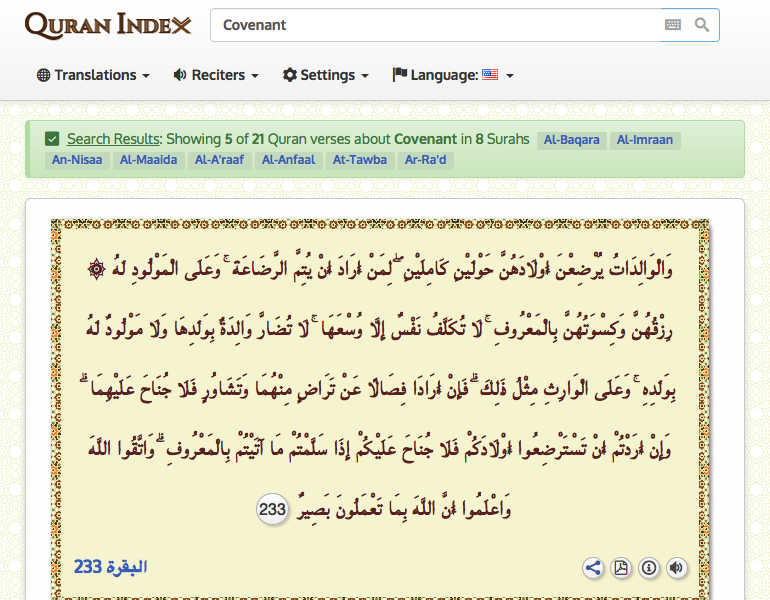 QURAN INDEX
Covenant
Translations Reciters Settings Language:
Search Results: Showing 5 of 21 Quran verses about Covenant in 8 Surahs Al-Baqara Al-Imraan
An-Nisaa Al-Maaida Al-A'raaf Al-Anfaal At-Tawba Ar-Ra'd
وَالْوَالِدَاتُ يُرْضِعْنَ أَوْلَادَهُنَّ حَوْلَيْنِ كَامِلَيْنِ ۖ لِمَنْ أَرَادَ أَنْ يُتِمَّ الرَّضَاعَةَ ۚ وَعَلَى الْمَوْلُودِ لَهُ ۞
رِزْقُهُنَّ وَكِسْوَتُهُنَّ بِالْمَعْرُوفِ ۚ لَا تُكَلَّفُ نَفْسٌ إِلَّا وُسْعَهَا ۚ لَا تُضَارَّ وَالِدَةٌ بِوَلَدِهَا وَلَا مَوْلُودٌ لَهُ
بِوَلَدِهِ ۚ وَعَلَى الْوَارِثِ مِثْلُ ذَٰلِكَ ۗ فَإِنْ أَرَادَا فِصَالًا عَنْ تَرَاضٍ مِنْهُمَا وَتَشَاوُرٍ فَلَا جُنَاحَ عَلَيْهِمَا ۗ
وَإِنْ أَرَدْتُمْ أَنْ تَسْتَرْضِعُوا أَوْلَادَكُمْ فَلَا جُنَاحَ عَلَيْكُمْ إِذَا سَلَّمْتُمْ مَا آتَيْتُمْ بِالْمَعْرُوفِ ۗ وَاتَّقُوا اللَّهَ
وَاعْلَمُوا أَنَّ اللَّهَ بِمَا تَعْمَلُونَ بَصِيرٌ 233
البقرة 233